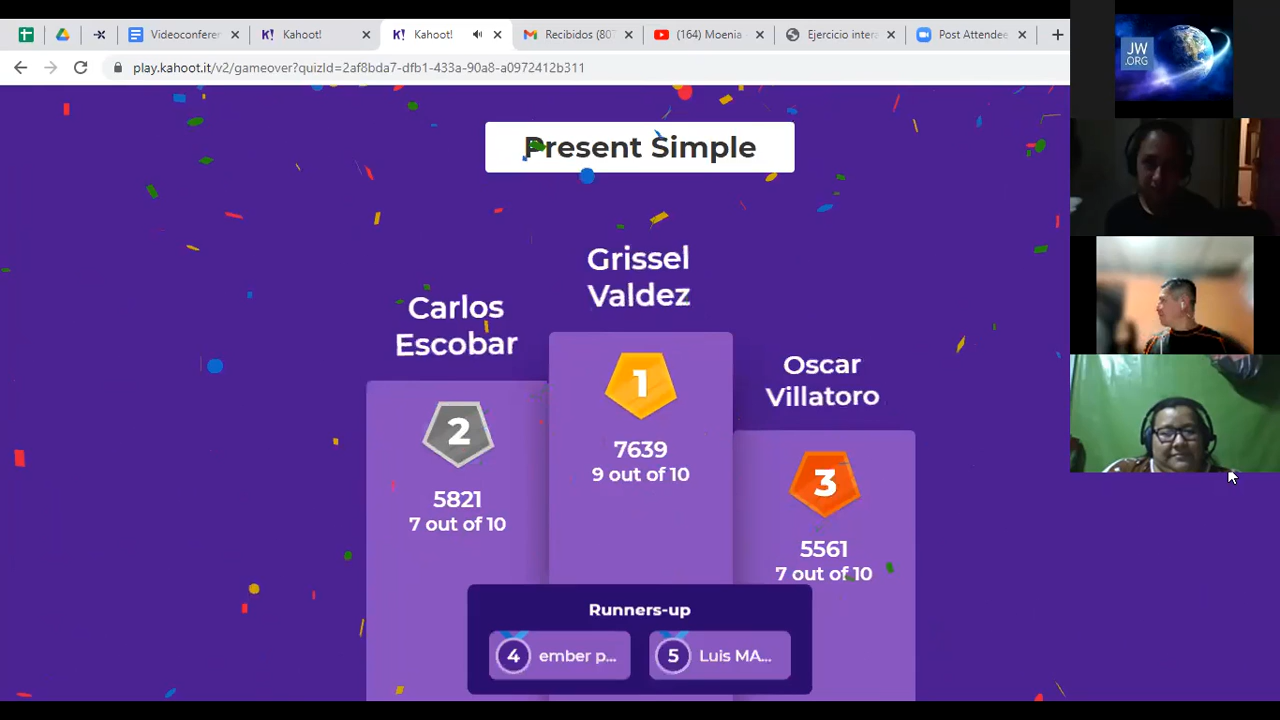 Videoconferen
Kahoot!
Kahoot!
Recibidos (80
(164) Moenia -
Ejercicio intera
Post Attendee
play.kahoot.it/v2/gameover?quizId=2af8bda7-dfb1-433a-90a8-a0972412b311
JW
.ORG
Present Simple
Grissel
Valdez
Carlos
Escobar
Oscar
Villatoro
1
7639
9 out of 10
2
5821
7 out of 10
3
5561
7 out of 10
Runners-up
4 ember p...
5 Luis MA...